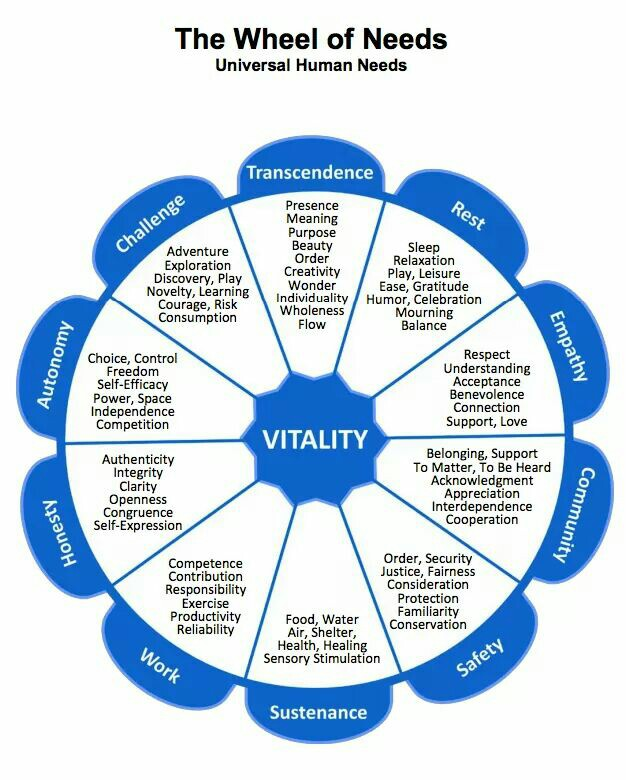 The Wheel of Needs
Universal Human Needs
Transcendence
Presence
Meaning
Purpose
Beauty
Order
Creativity
Wonder
Individuality
Wholeness
Flow
Rest
Sleep
Relaxation
Play, Leisure
Ease, Gratitude
Humor, Celebration
Mourning
Balance
Empathy
Respect
Understanding
Acceptance
Benevolence
Connection
Support, Love
Community
Belonging, Support
To Matter, To Be Heard
Acknowledgment
Appreciation
Interdependence
Cooperation
Safety
Order, Security
Justice, Fairness
Consideration
Protection
Familiarity
Conservation
Sustenance
Food, Water
Air, Shelter,
Health, Healing
Sensory Stimulation
Work
Competence
Contribution
Responsibility
Exercise
Productivity
Reliability
Honesty
Authenticity
Integrity
Clarity
Openness
Congruence
Self-Expression
Autonomy
Choice, Control
Freedom
Self-Efficacy
Power, Space
Independence
Competition
Challenge
Adventure
Exploration
Discovery, Play
Novelty, Learning
Courage, Risk
Consumption
VITALITY